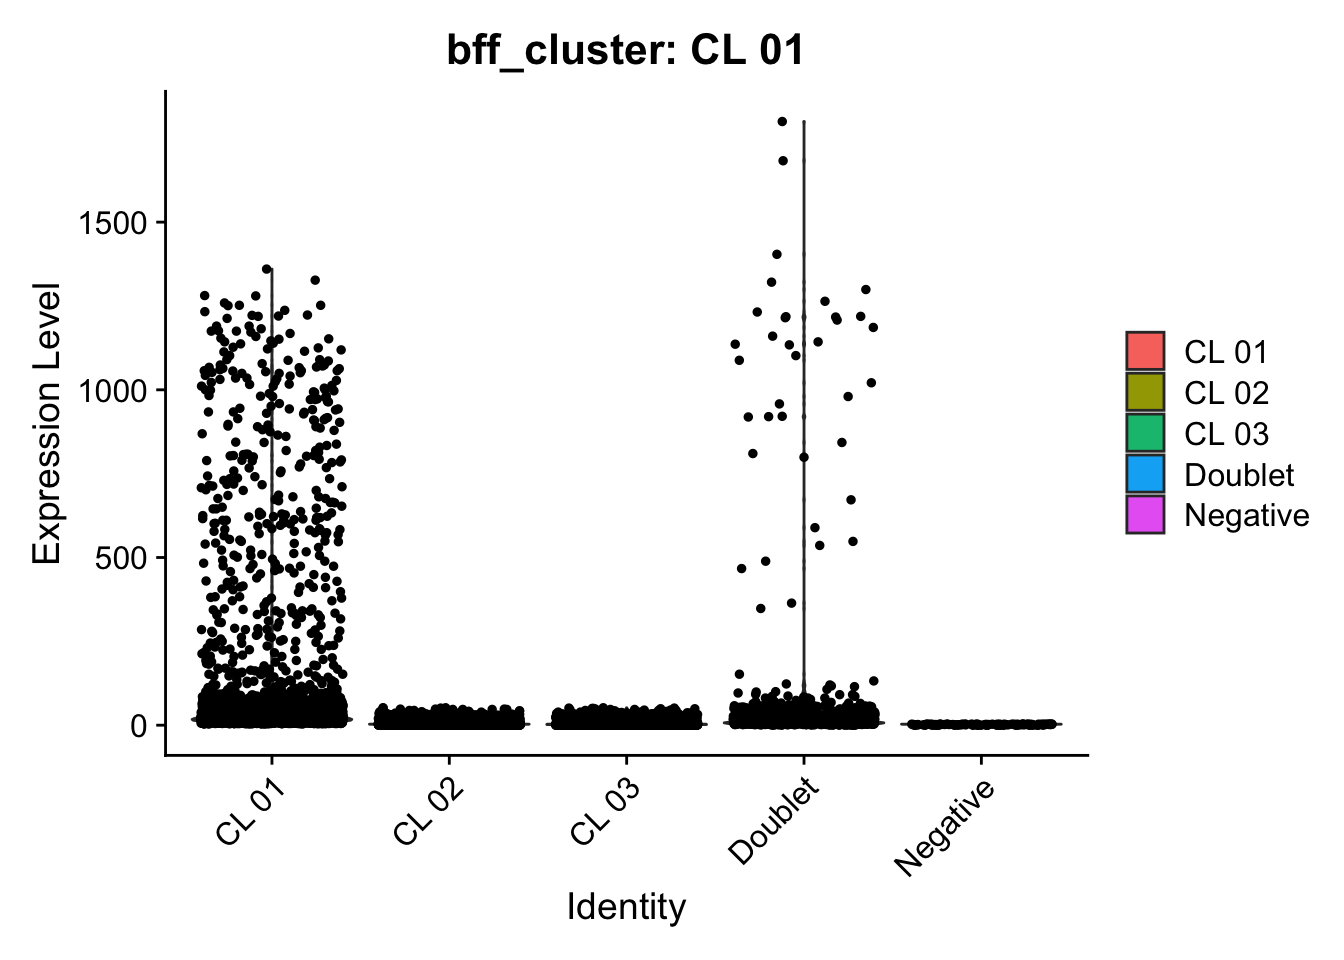 bff_cluster: CL 01
Expression Level
1500
1000
500
0
CL 01
CL 02
CL 03
Doublet
Negative
Identity
CL 01
CL 02
CL 03
Doublet
Negative